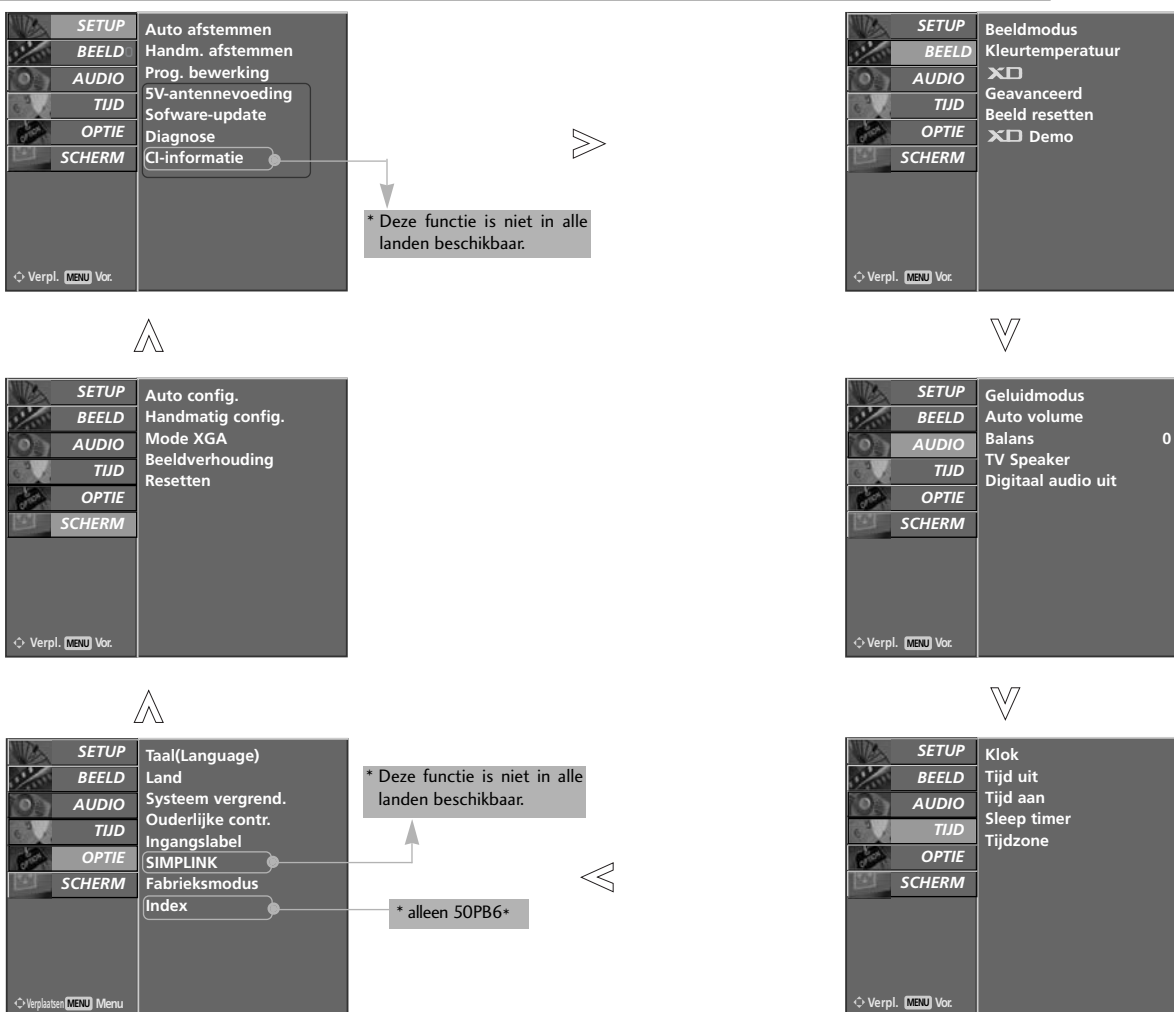 SETUP
BEELD
AUDIO
TIJD
OPTIE
SCHERM
Verpl. MENU Vor.
Auto afstemmen
Handm. afstemmen
Prog. bewerking
5V-antennevoeding
Sofware-update
Diagnose
CI-informatie
* Deze functie is niet in alle
landen beschikbaar.
SETUP
BEELD
AUDIO
TIJD
OPTIE
SCHERM
Verpl. MENU Vor.
Beeldmodus
Kleurtemperatuur
XD
Geavanceerd
Beeld resetten
XD Demo
SETUP
BEELD
AUDIO
TIJD
OPTIE
SCHERM
Verpl. MENU Vor.
Auto config.
Handmatig config.
Mode XGA
Beeldverhouding
Resetten
SETUP
BEELD
AUDIO
TIJD
OPTIE
SCHERM
Verpl. MENU Vor.
Geluidmodus
Auto volume
Balans 0
TV Speaker
Digitaal audio uit
SETUP
BEELD
AUDIO
TIJD
OPTIE
SCHERM
Verplaatsen MENU Menu
Taal(Language)
Land
Systeem vergrend.
Ouderlijke contr.
Ingangslabel
SIMPLINK
Fabrieksmodus
Index
* Deze functie is niet in alle
landen beschikbaar.
* alleen 50PB6*
SETUP
BEELD
AUDIO
TIJD
OPTIE
SCHERM
Verpl. MENU Vor.
Klok
Tijd uit
Tijd aan
Sleep timer
Tijdzone